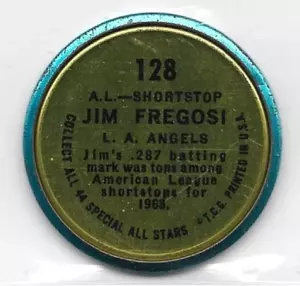 128
A.L.—SHORTSTOP
JIM FREGOSI
L. A. ANGELS
Jim's .287 batting
mark was tops among
American League
shortstops for
1963.
COLLECT ALL 44 SPECIAL ALL STARS
©T.C.G. PRINTED IN U.S.A.